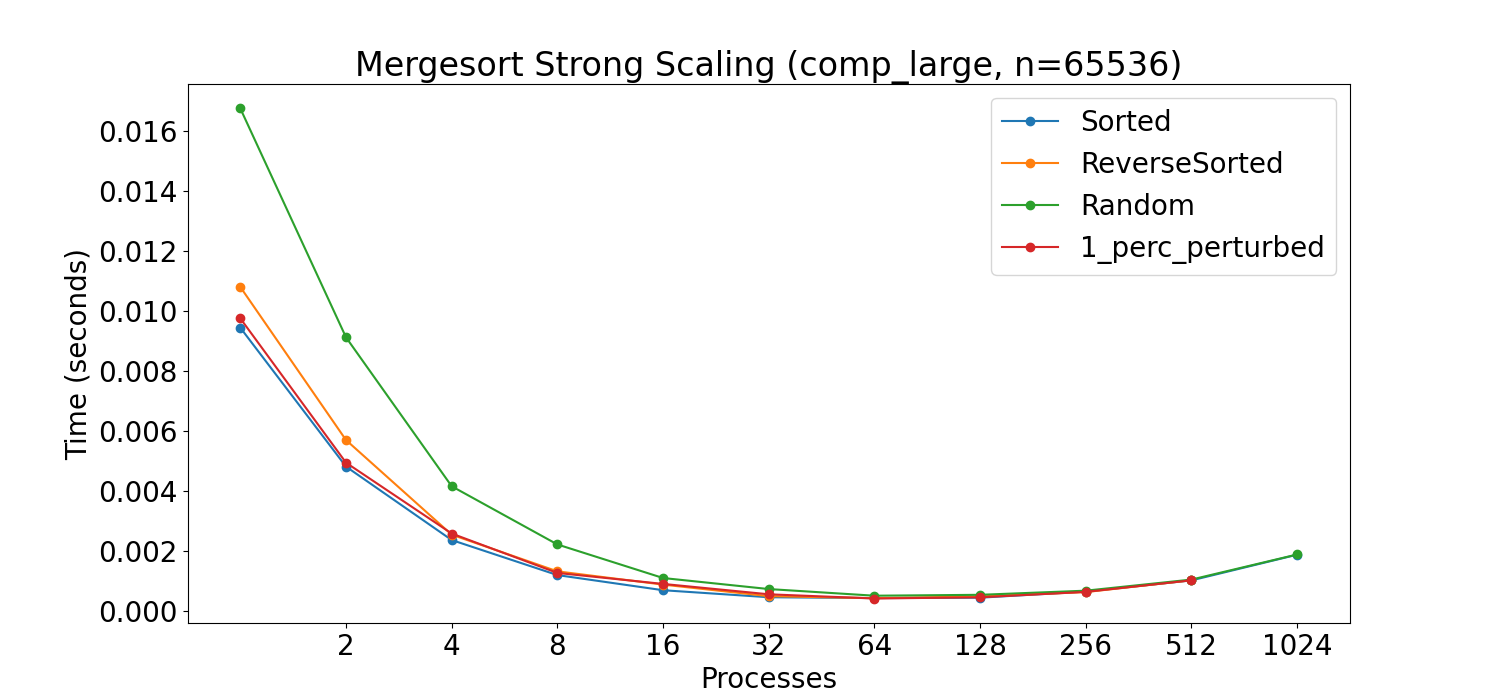 Mergesort Strong Scaling (comp_large, n=65536)
Sorted
ReverseSorted
Random
1_perc_perturbed
Time (seconds)
0.016
0.014
0.012
0.010
0.008
0.006
0.004
0.002
0.000
2 4 8 16 32 64 128 256 512 1024
Processes